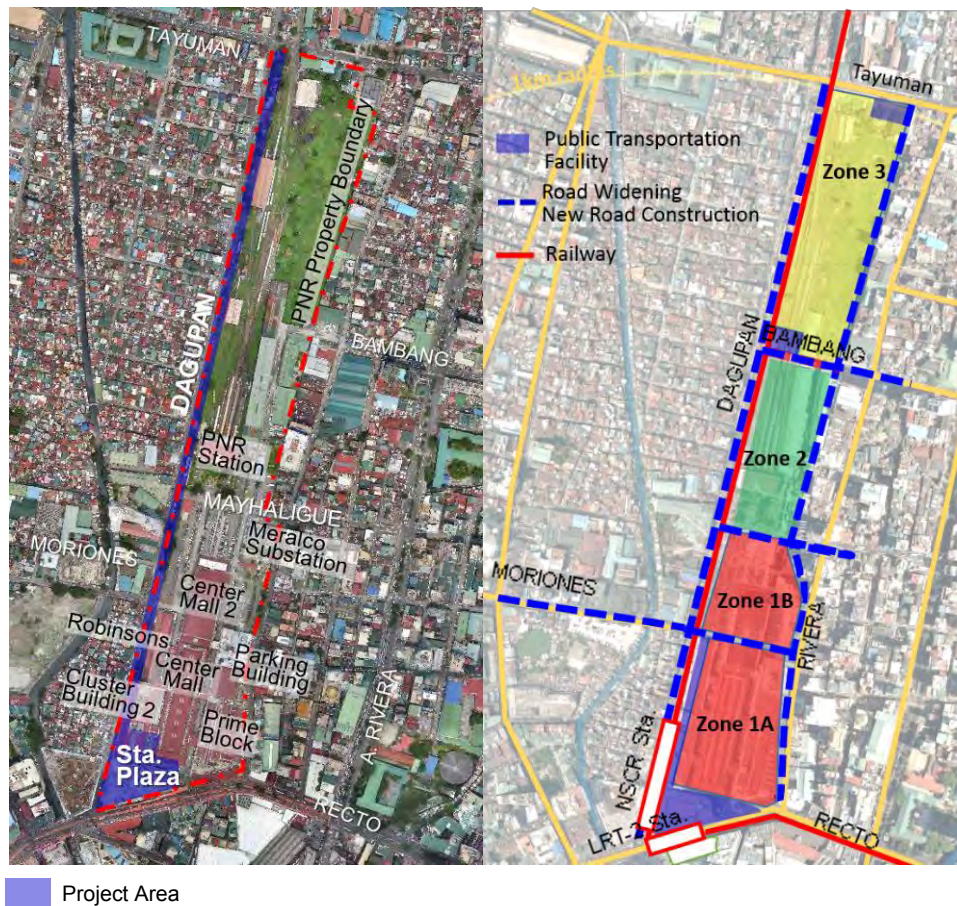 TAYUMAN
PNR Property Boundary
DAGUPAN
BAMBANG
PNR
Station
MAYHALIGUE
Meralco
Substation
MORIONES
Center
Mall 2
Robinsons
Parking
Building
Center
Mall
Cluster
Building 2
Prime
Block
A. RIVERA
Sta.
Plaza
RECTO
1km radius
Tayuman
Public Transportation
Facility
Zone 3
Road Widening
New Road Construction
Railway
DAGUPAN
BAMBANG
Zone 2
MORIONES
Zone 1B
RIVERA
Zone 1A
NSCR Sta.
LRT-2 Sta.
RECTO
Project Area